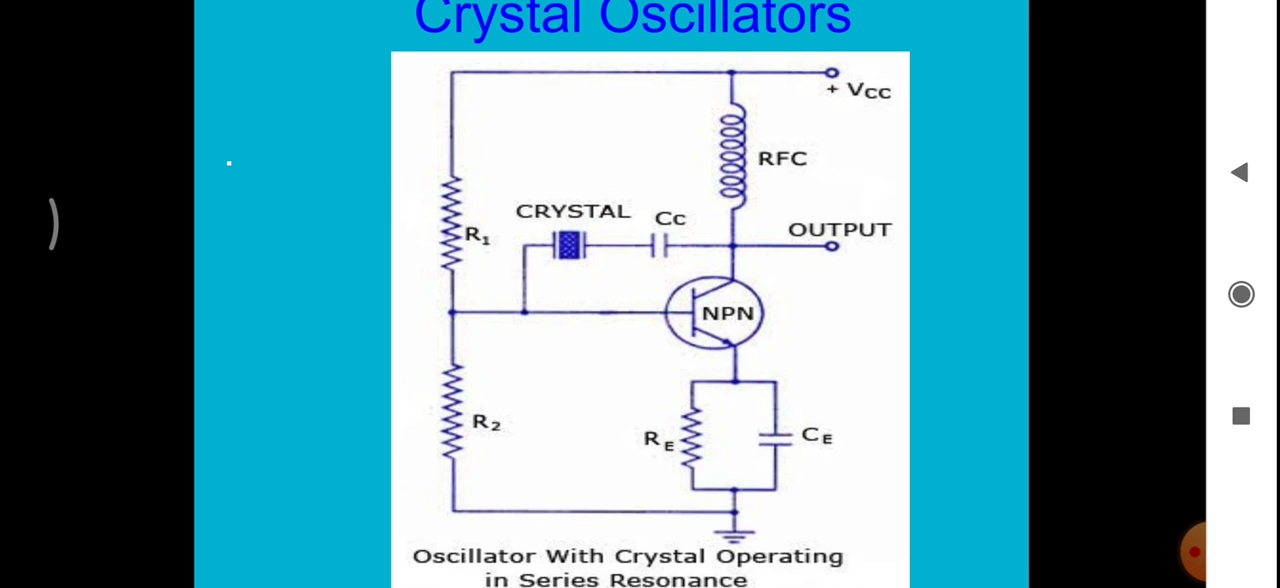 Crystal Oscillators
+ VCC
RFC
CRYSTAL
Cc
OUTPUT
R1
NPN
R2
RE
CE
Oscillator With Crystal Operating
in Series Resonance